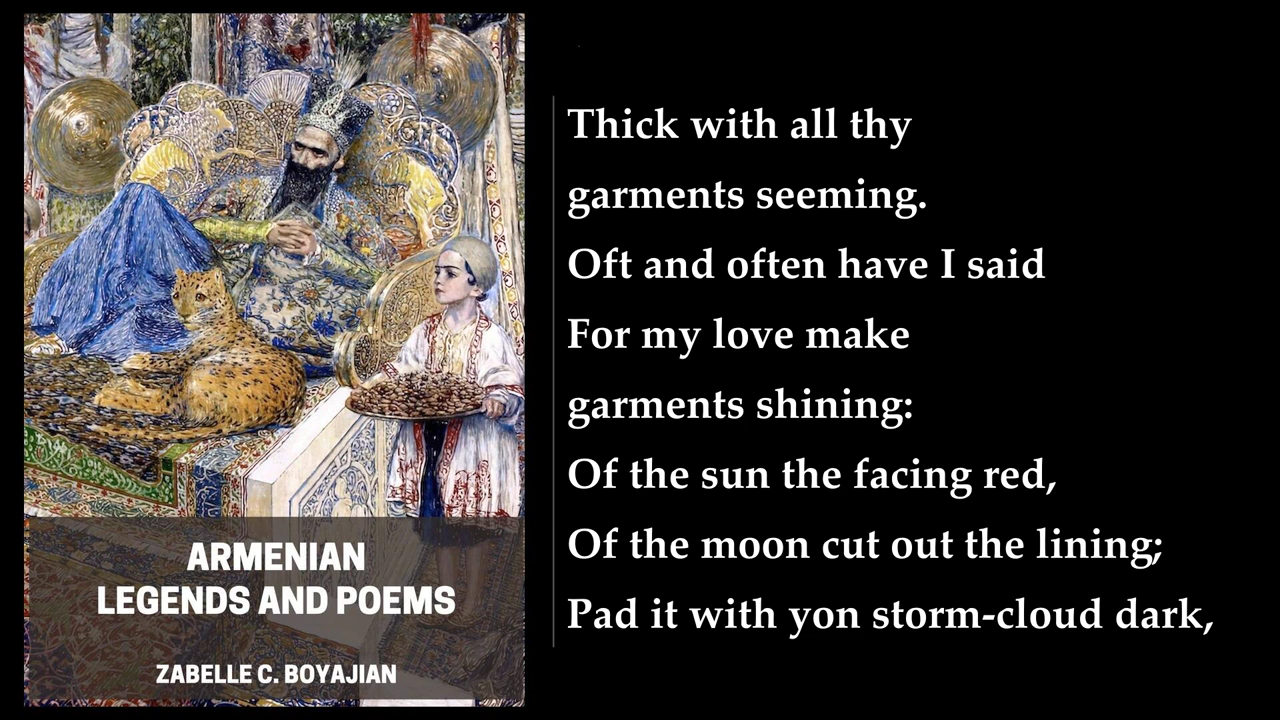 ARMENIAN
LEGENDS AND POEMS
ZABELLE C. BOYAJIAN
Thick with all thy
garments seeming.
Oft and often have I said
For my love make
garments shining:
Of the sun the facing red,
Of the moon cut out the lining;
Pad it with yon storm-cloud dark,